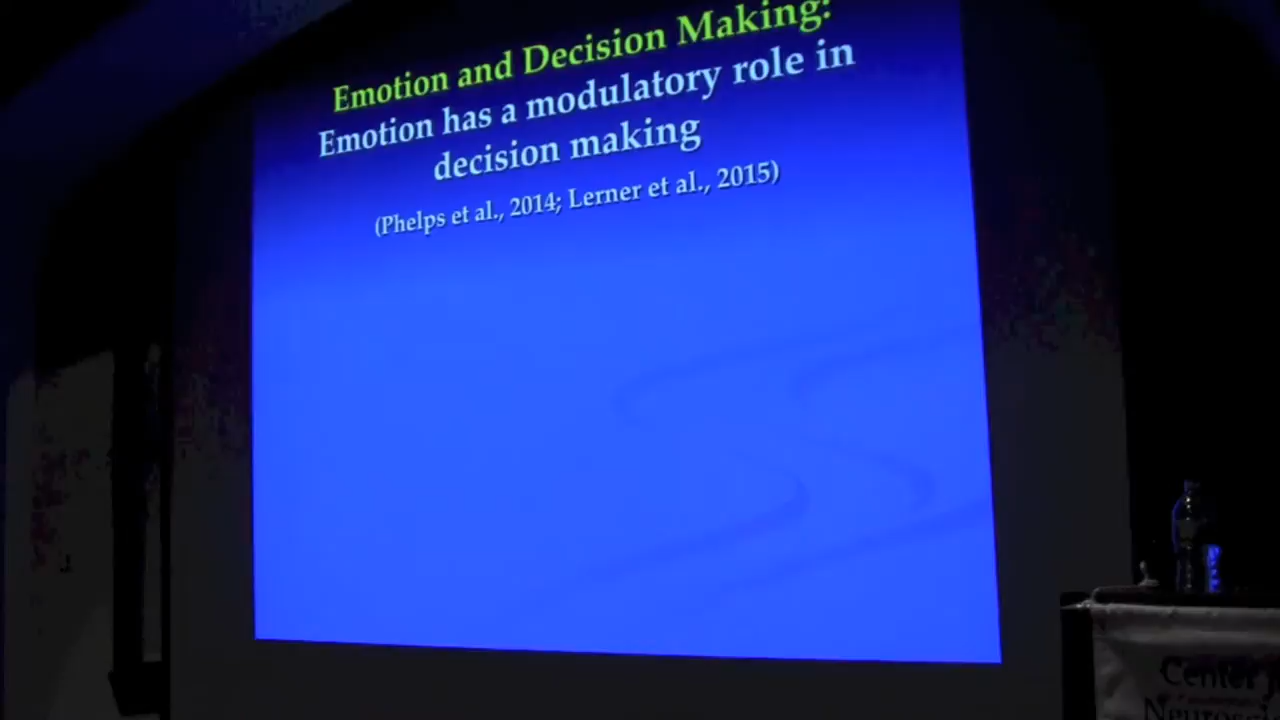 Emotion and Decision Making:
Emotion has a modulatory role in
decision making
(Phelps et al., 2014; Lerner et al., 2015)
Center